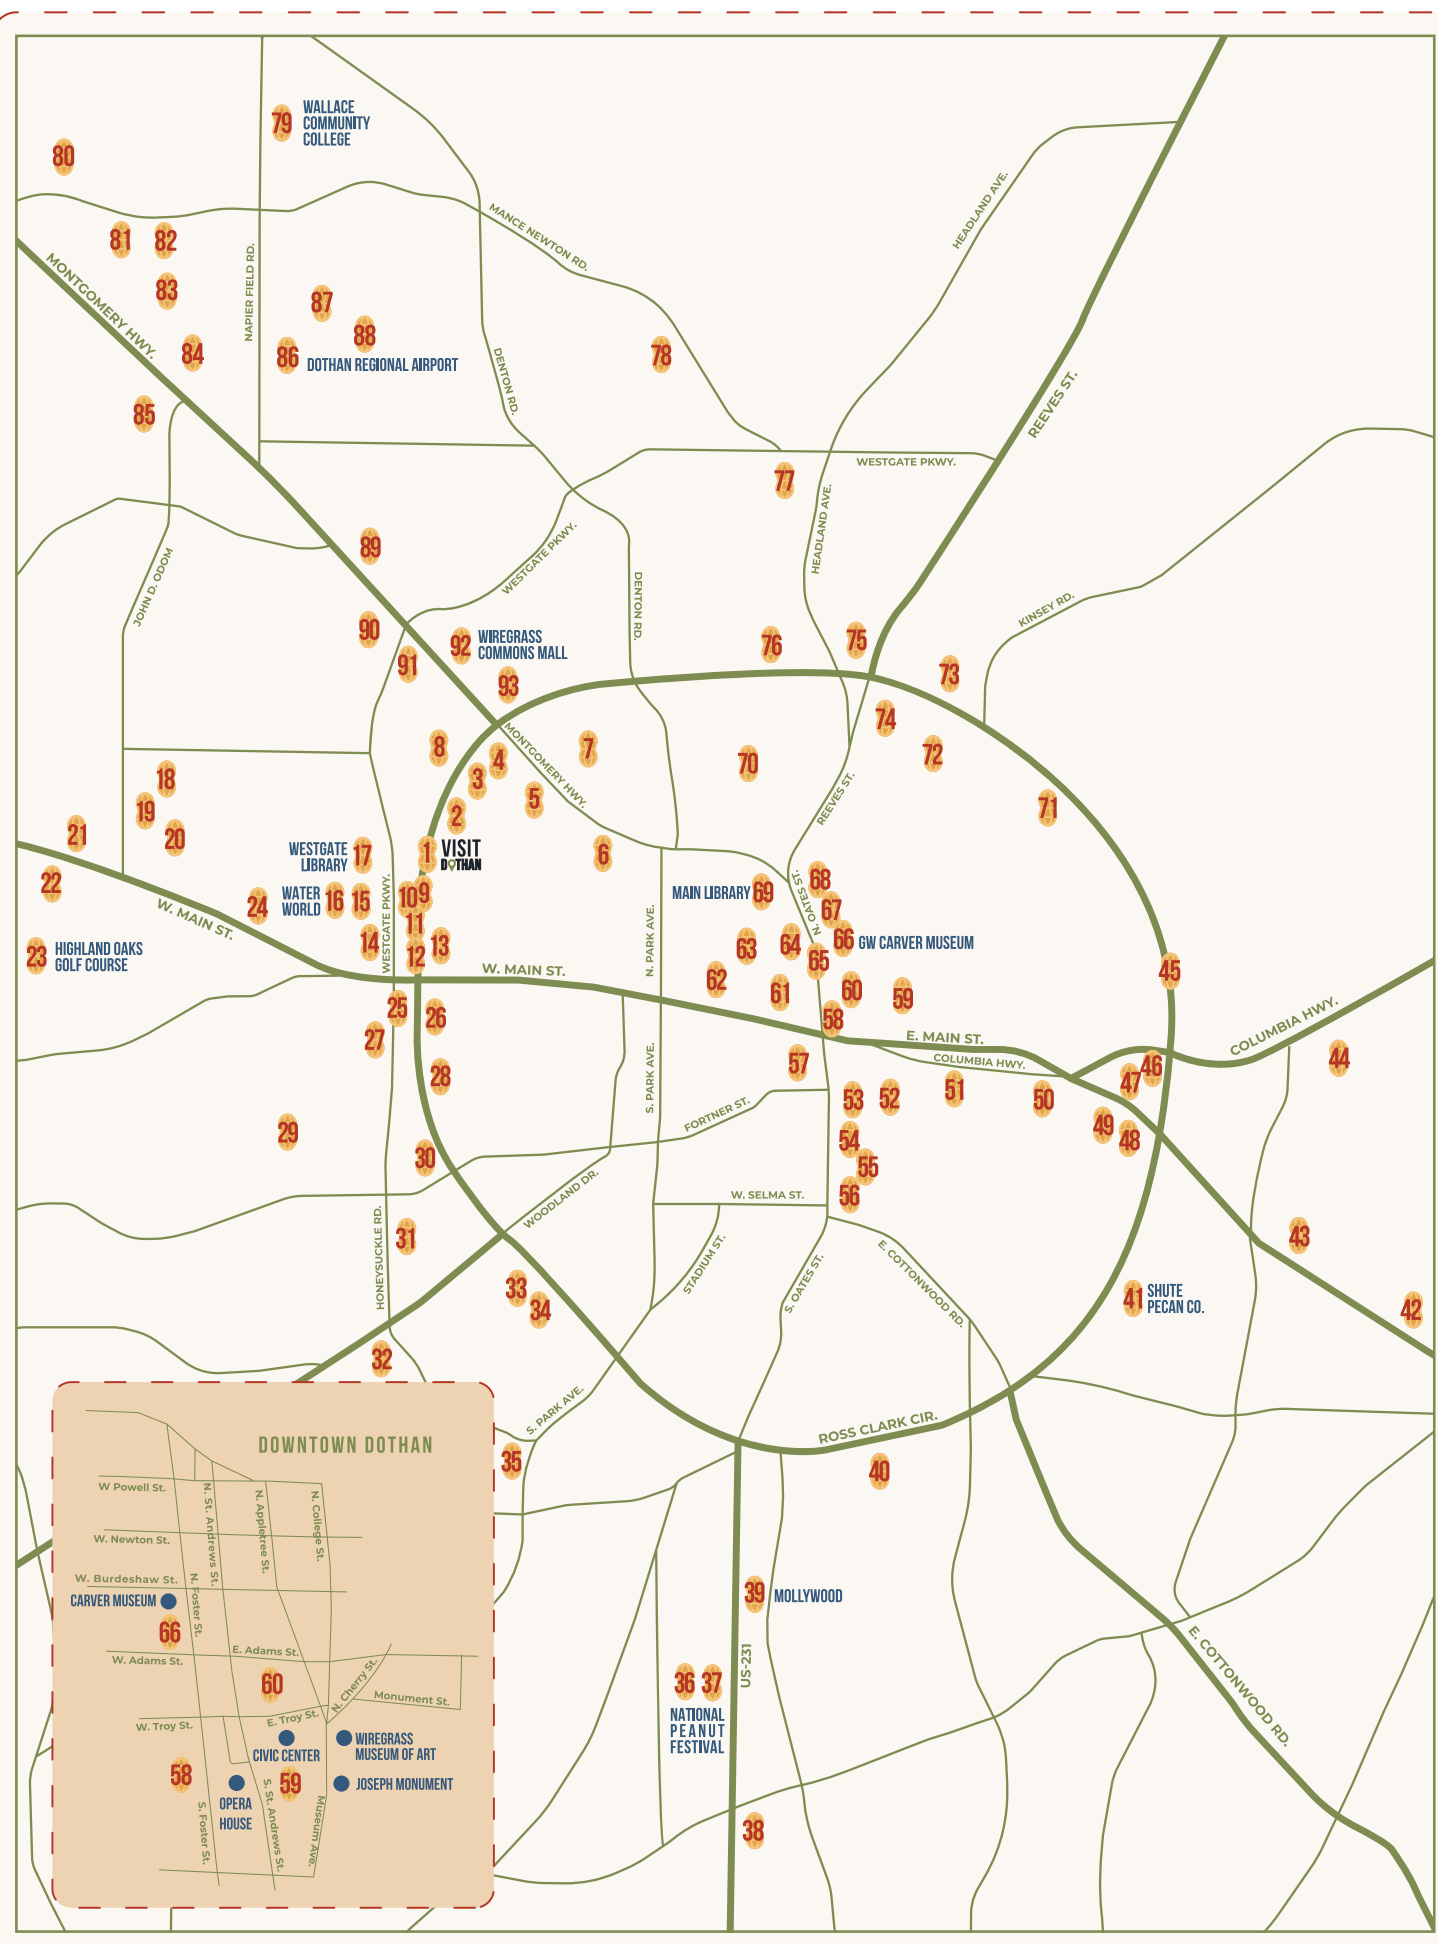 79
WALLACE
COMMUNITY
COLLEGE
80
HEADLAND AVE.
MANCE NEWTON RD.
81
82
MONTGOMERY HWY.
NAPIER FIELD RD.
83
87
88
84
86
DOTHAN REGIONAL AIRPORT
DENTON RD.
78
REEVES ST.
85
WESTGATE PKWY.
77
HEADLAND AVE.
89
WESTGATE PKWY.
JOHN D. ODOM
DENTON RD.
KINSEY RD.
90
92
WIREGRASS
COMMONS MALL
91
93
76
75
73
74
72
8
4
7
MONTGOMERY HWY.
70
3
5
2
REEVES ST.
71
18
19
20
21
22
WESTGATE
LIBRARY
17
1
VISIT
DOTHAN
6
MAIN LIBRARY
69
68
N. OATES ST.
67
WATER
WORLD
16
15
10
9
24
W. MAIN ST.
WESTGATE PKWY.
11
14
12
13
N. PARK AVE.
63
64
66
GW CARVER MUSEUM
65
23
HIGHLAND OAKS
GOLF COURSE
W. MAIN ST.
62
61
60
59
45
25
26
58
E. MAIN ST.
COLUMBIA HWY.
COLUMBIA HWY.
27
57
44
28
S. PARK AVE.
46
47
53
52
51
50
FORTNER ST.
29
49
48
54
30
55
56
W. SELMA ST.
WOODLAND DR.
HONEYSUCKLE RD.
31
STADIUM ST.
S. OATES ST.
E. COTTONWOOD RD.
43
33
34
41
SHUTE
PECAN CO.
42
32
S. PARK AVE.
ROSS CLARK CIR.
35
40
39
MOLLYWOOD
US-231
E. COTTONWOOD RD.
36
37
NATIONAL
PEANUT
FESTIVAL
38
DOWNTOWN DOTHAN
W Powell St.
N. St. Andrews St.
N. Appletree St.
N. College St.
W. Newton St.
W. Burdeshaw St.
N. Foster St.
CARVER MUSEUM
66
E. Adams St.
W. Adams St.
60
N. Cherry St.
Monument St.
E. Troy St.
W. Troy St.
CIVIC CENTER
WIREGRASS
MUSEUM OF ART
58
59
JOSEPH MONUMENT
OPERA
HOUSE
S. Foster St.
S. St. Andrews St.
Museum Ave.